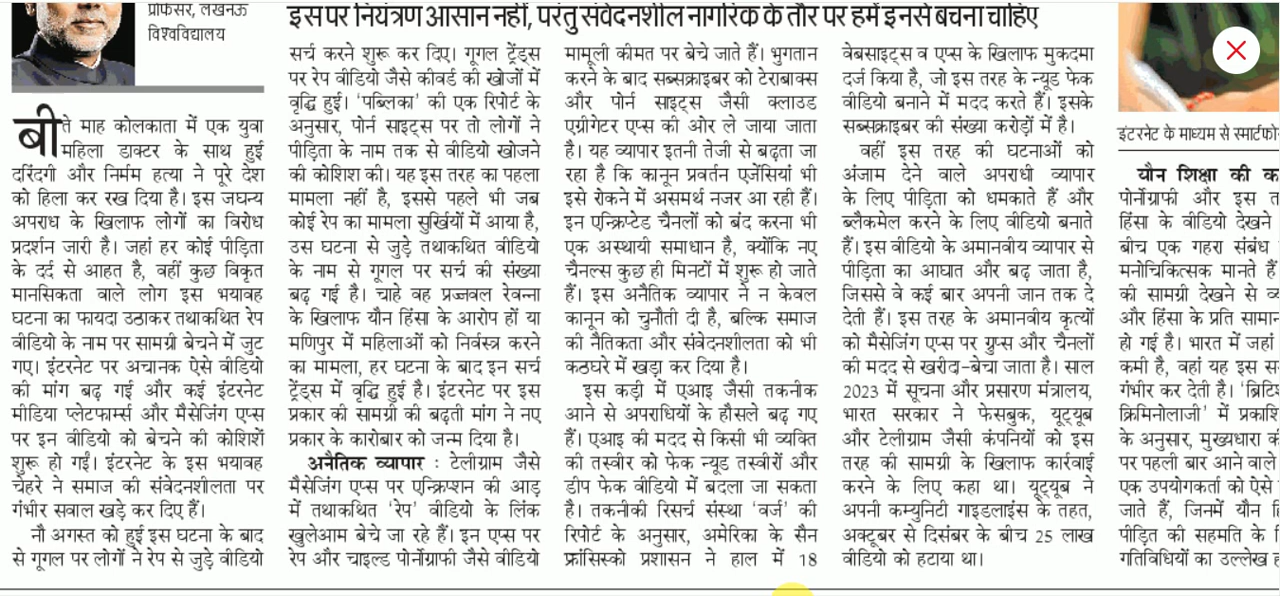 प्रोफेसर, लखनऊ
विश्वविद्यालय
इस पर नियंत्रण आसान नहीं, परंतु संवेदनशील नागरिक के तौर पर हमें इनसे बचना चाहिए
बीते माह कोलकाता में एक युवा
महिला डाक्टर के साथ हुई
दरिंदगी और निर्मम हत्या ने पूरे देश
को हिला कर रख दिया है। इस जघन्य
अपराध के खिलाफ लोगों का विरोध
प्रदर्शन जारी है। जहां हर कोई पीड़िता
के दर्द से आहत है, वहीं कुछ विकृत
मानसिकता वाले लोग इस भयावह
घटना का फायदा उठाकर तथाकथित रेप
वीडियो के नाम पर सामग्री बेचने में जुट
गए। इंटरनेट पर अचानक ऐसे वीडियो
की मांग बढ़ गई और कई इंटरनेट
मीडिया प्लेटफार्म्स और मैसेजिंग एप्स
पर इन वीडियो को बेचने की कोशिशें
शुरू हो गईं। इंटरनेट के इस भयावह
चेहरे ने समाज की संवेदनशीलता पर
गंभीर सवाल खड़े कर दिए हैं।
नौ अगस्त को हुई इस घटना के बाद
से गूगल पर लोगों ने रेप से जुड़े वीडियो
सर्च करने शुरू कर दिए। गूगल ट्रेंड्स
पर रेप वीडियो जैसे कीवर्ड की खोजों में
वृद्धि हुई। 'पब्लिका' की एक रिपोर्ट के
अनुसार, पोर्न साइट्स पर तो लोगों ने
पीड़िता के नाम तक से वीडियो खोजने
की कोशिश की। यह इस तरह का पहला
मामला नहीं है, इससे पहले भी जब
कोई रेप का मामला सुर्खियों में आया है,
उस घटना से जुड़े तथाकथित वीडियो
के नाम से गूगल पर सर्च की संख्या
बढ़ गई है। चाहे वह प्रज्जवल रेवन्ना
के खिलाफ यौन हिंसा के आरोप हों या
मणिपुर में महिलाओं को निर्वस्त्र करने
का मामला, हर घटना के बाद इन सर्च
ट्रेंड्स में वृद्धि हुई है। इंटरनेट पर इस
प्रकार की सामग्री की बढ़ती मांग ने नए
प्रकार के कारोबार को जन्म दिया है।
अनैतिक व्यापार : टेलीग्राम जैसे
मैसेजिंग एप्स पर एन्क्रिप्शन की आड़
में तथाकथित 'रेप' वीडियो के लिंक
खुलेआम बेचे जा रहे हैं। इन एप्स पर
रेप और चाइल्ड पोर्नोग्राफी जैसे वीडियो
मामूली कीमत पर बेचे जाते हैं। भुगतान
करने के बाद सब्सक्राइबर को टेराबाक्स
और पोर्न साइट्स जैसी क्लाउड
एग्रीगेटर एप्स की ओर ले जाया जाता
है। यह व्यापार इतनी तेजी से बढ़ता जा
रहा है कि कानून प्रवर्तन एजेंसियां भी
इसे रोकने में असमर्थ नजर आ रही हैं।
इन एन्क्रिप्टेड चैनलों को बंद करना भी
एक अस्थायी समाधान है, क्योंकि नए
चैनल्स कुछ ही मिनटों में शुरू हो जाते
हैं। इस अनैतिक व्यापार ने न केवल
कानून को चुनौती दी है, बल्कि समाज
की नैतिकता और संवेदनशीलता को भी
कठघरे में खड़ा कर दिया है।
इस कड़ी में एआइ जैसी तकनीक
आने से अपराधियों के हौसले बढ़ गए
हैं। एआइ की मदद से किसी भी व्यक्ति
की तस्वीर को फेक न्यूड तस्वीरों और
डीप फेक वीडियो में बदला जा सकता
है। तकनीकी रिसर्च संस्था 'वर्ज' की
रिपोर्ट के अनुसार, अमेरिका के सैन
फ्रांसिस्को प्रशासन ने हाल में 18
वेबसाइट्स व एप्स के खिलाफ मुकदमा
दर्ज किया है, जो इस तरह के न्यूड फेक
वीडियो बनाने में मदद करते हैं। इसके
सब्सक्राइबर की संख्या करोड़ों में है।
वहीं इस तरह की घटनाओं को
अंजाम देने वाले अपराधी व्यापार
के लिए पीड़िता को धमकाते हैं और
ब्लैकमेल करने के लिए वीडियो बनाते
हैं। इस वीडियो के अमानवीय व्यापार से
पीड़िता का आघात और बढ़ जाता है,
जिससे वे कई बार अपनी जान तक दे
देती हैं। इस तरह के अमानवीय कृत्यों
को मैसेजिंग एप्स पर ग्रुप्स और चैनलों
की मदद से खरीदा-बेचा जाता है। साल
2023 में सूचना और प्रसारण मंत्रालय,
भारत सरकार ने फेसबुक, यूट्यूब
और टेलीग्राम जैसी कंपनियों को इस
तरह की सामग्री के खिलाफ कार्रवाई
करने के लिए कहा था। यूट्यूब ने
अपनी कम्युनिटी गाइडलाइंस के तहत,
अक्टूबर से दिसंबर के बीच 25 लाख
वीडियो को हटाया था।
इंटरनेट के माध्यम से स्मार्टफो
यौन शिक्षा की क
पोर्नोग्राफी और इस त
हिंसा के वीडियो देखने
बीच एक गहरा संबंध
मनोचिकित्सक मानते हैं
की सामग्री देखने से व्य
और हिंसा के प्रति सामान
हो गई है। भारत में जहां
कमी है, वहां यह इस स
गंभीर कर देती है। 'ब्रिटि
क्रिमिनोलाजी' में प्रकाशि
के अनुसार, मुख्यधारा की
पर पहली बार आने वाले
एक उपयोगकर्ता को ऐसे
जाते हैं, जिनमें यौन हि
पीड़ित की सहमति के
गतिविधियों का उल्लेख ह